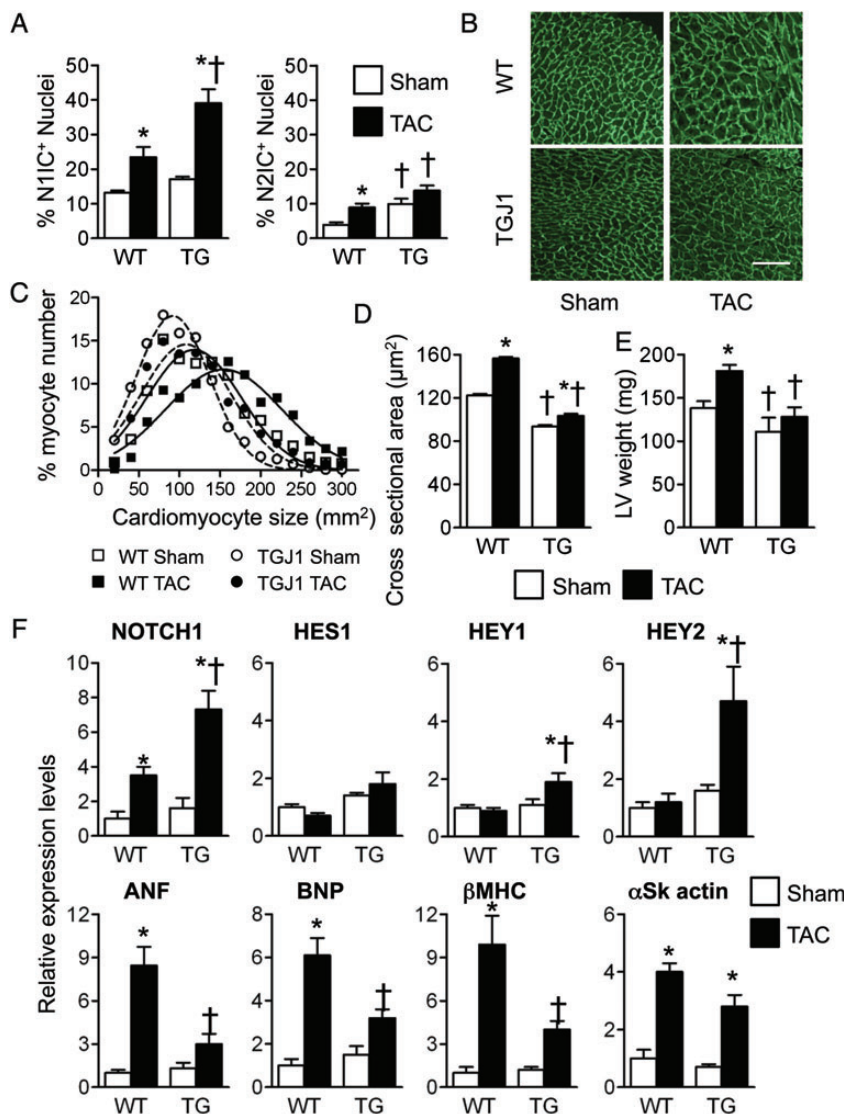 A
% N1IC⁺ Nuclei
50
40
30
20
10
0
*
*†
WT
TG
% N2IC⁺ Nuclei
50
40
30
20
10
0
*
†
†
WT
TG
Sham
TAC
B
WT
TGJ1
Sham
TAC
C
% myocyte number
20
15
10
5
0
0
50
100
150
200
250
300
Cardiomyocyte size (mm²)
WT Sham
TGJ1 Sham
WT TAC
TGJ1 TAC
D
Cross sectional area (µm²)
160
120
80
40
0
*
†
*†
WT
TG
E
LV weight (mg)
200
150
100
50
0
*
†
†
WT
TG
Sham
TAC
F
Relative expression levels
NOTCH1
10
8
6
4
2
0
*
*†
WT
TG
HES1
6
4
2
0
WT
TG
HEY1
6
4
2
0
*†
WT
TG
HEY2
6
4
2
0
*†
WT
TG
ANF
12
9
6
3
0
*
†
WT
TG
BNP
8
6
4
2
0
*
†
WT
TG
βMHC
12
9
6
3
0
*
†
WT
TG
αSk actin
6
4
2
0
*
*
WT
TG
Sham
TAC